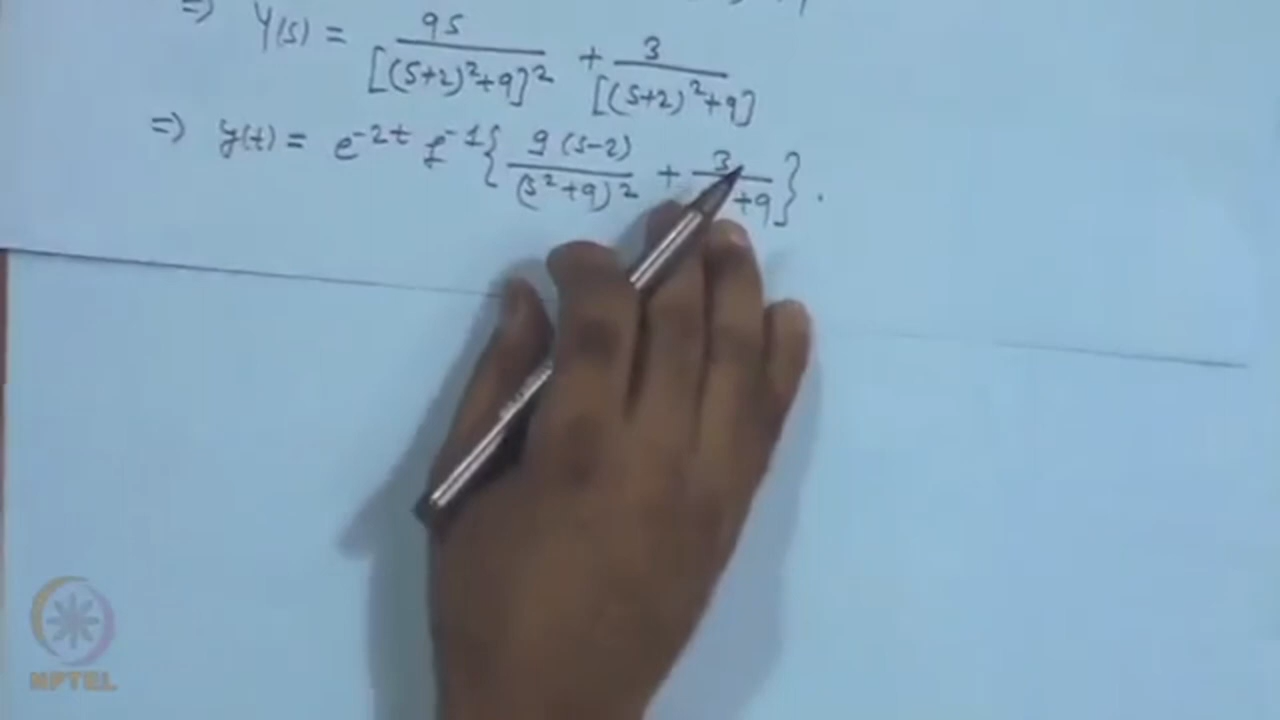 => Y(s) = 9s / [(s+2)²+9]² + 3 / [(s+2)²+9]
=> y(t) = e^{-2t} ℒ^{-1} { 9(s-2) / (s²+9)² + 3 / +9 } .
NPTEL